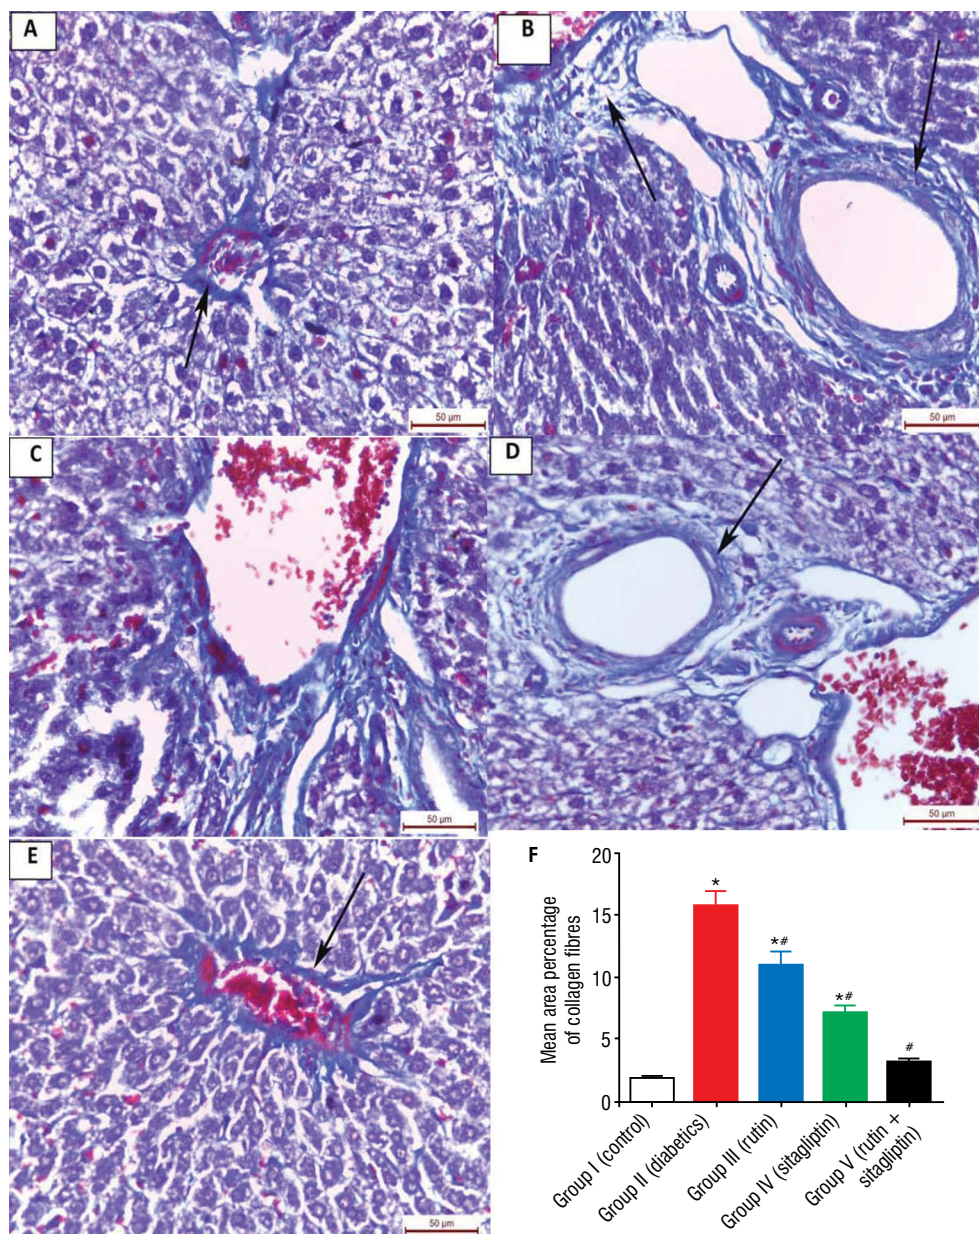 A
50 µm
B
50 µm
C
50 µm
D
50 µm
E
50 µm
F
Mean area percentage
of collagen fibres
20
15
10
5
0
*
*#
*#
#
Group I (control)
Group II (diabetics)
Group III (rutin)
Group IV (sitagliptin)
Group V (rutin +
sitagliptin)